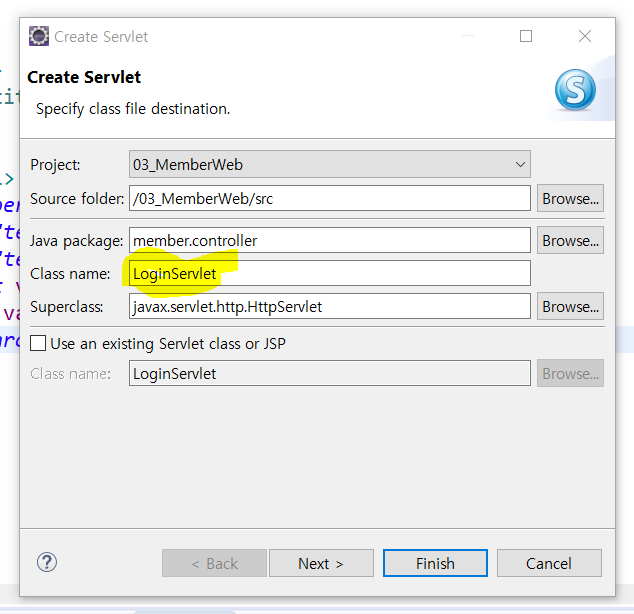 Create Servlet
Create Servlet
Specify class file destination.
S
Project: 03_MemberWeb
Source folder: /03_MemberWeb/src Browse...
Java package: member.controller Browse...
Class name: LoginServlet
Superclass: javax.servlet.http.HttpServlet Browse...
Use an existing Servlet class or JSP
Class name: LoginServlet Browse...
? < Back Next > Finish Cancel